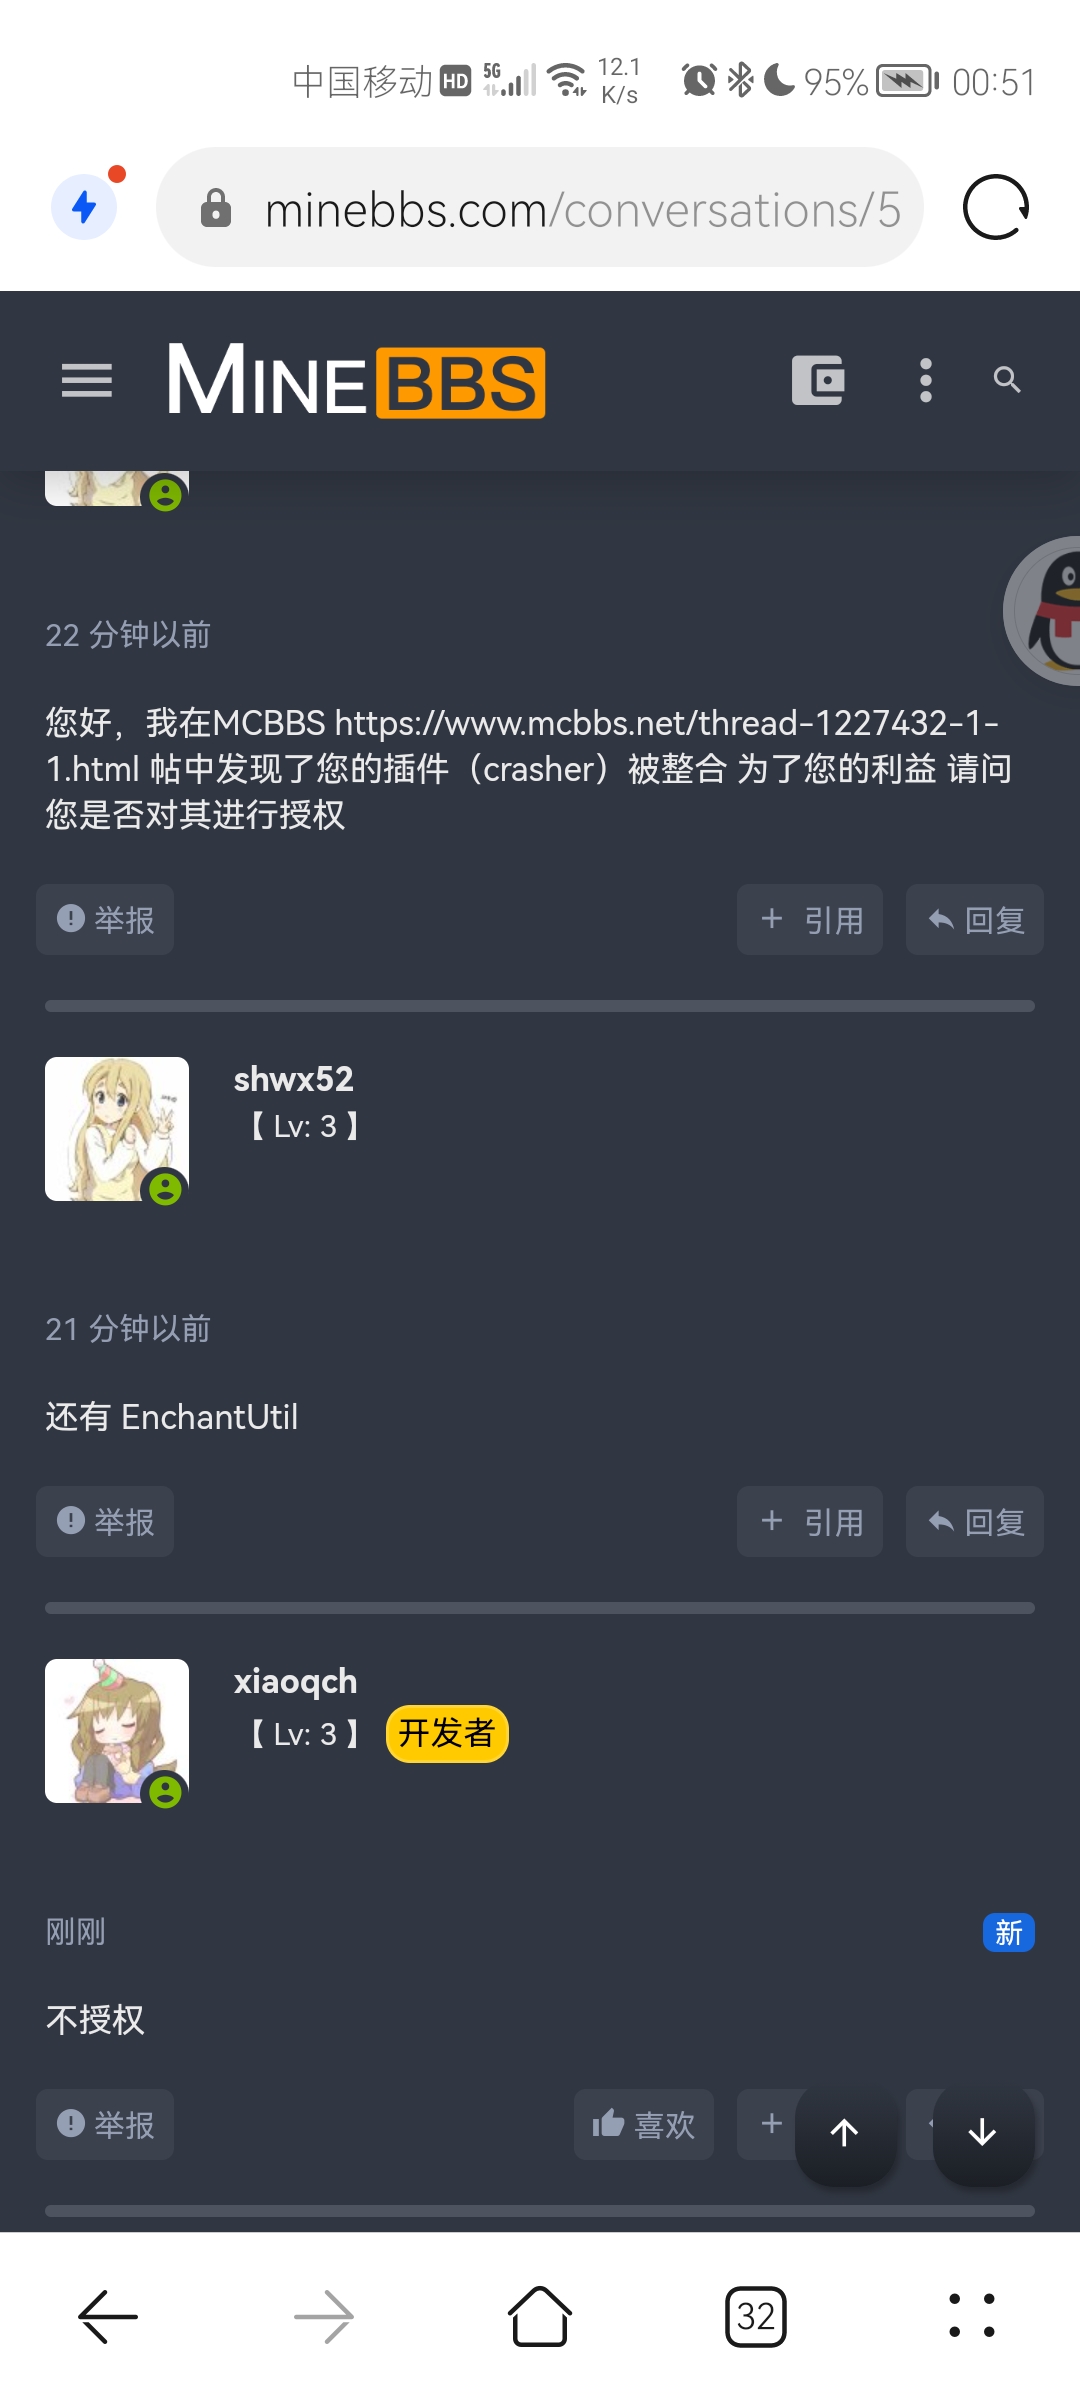 中国移动 HD 5G 12.1 K/s 95% 00:51
minebbs.com/conversations/5
MINEBBS
22 分钟以前
您好，我在MCBBS https://www.mcbbs.net/thread-1227432-1-
1.html 帖中发现了您的插件（crasher）被整合 为了您的利益 请问
您是否对其进行授权
举报 + 引用 回复
shwx52
【 Lv: 3 】
21 分钟以前
还有 EnchantUtil
举报 + 引用 回复
xiaoqch
【 Lv: 3 】 开发者
刚刚 新
不授权
举报 喜欢 +
32